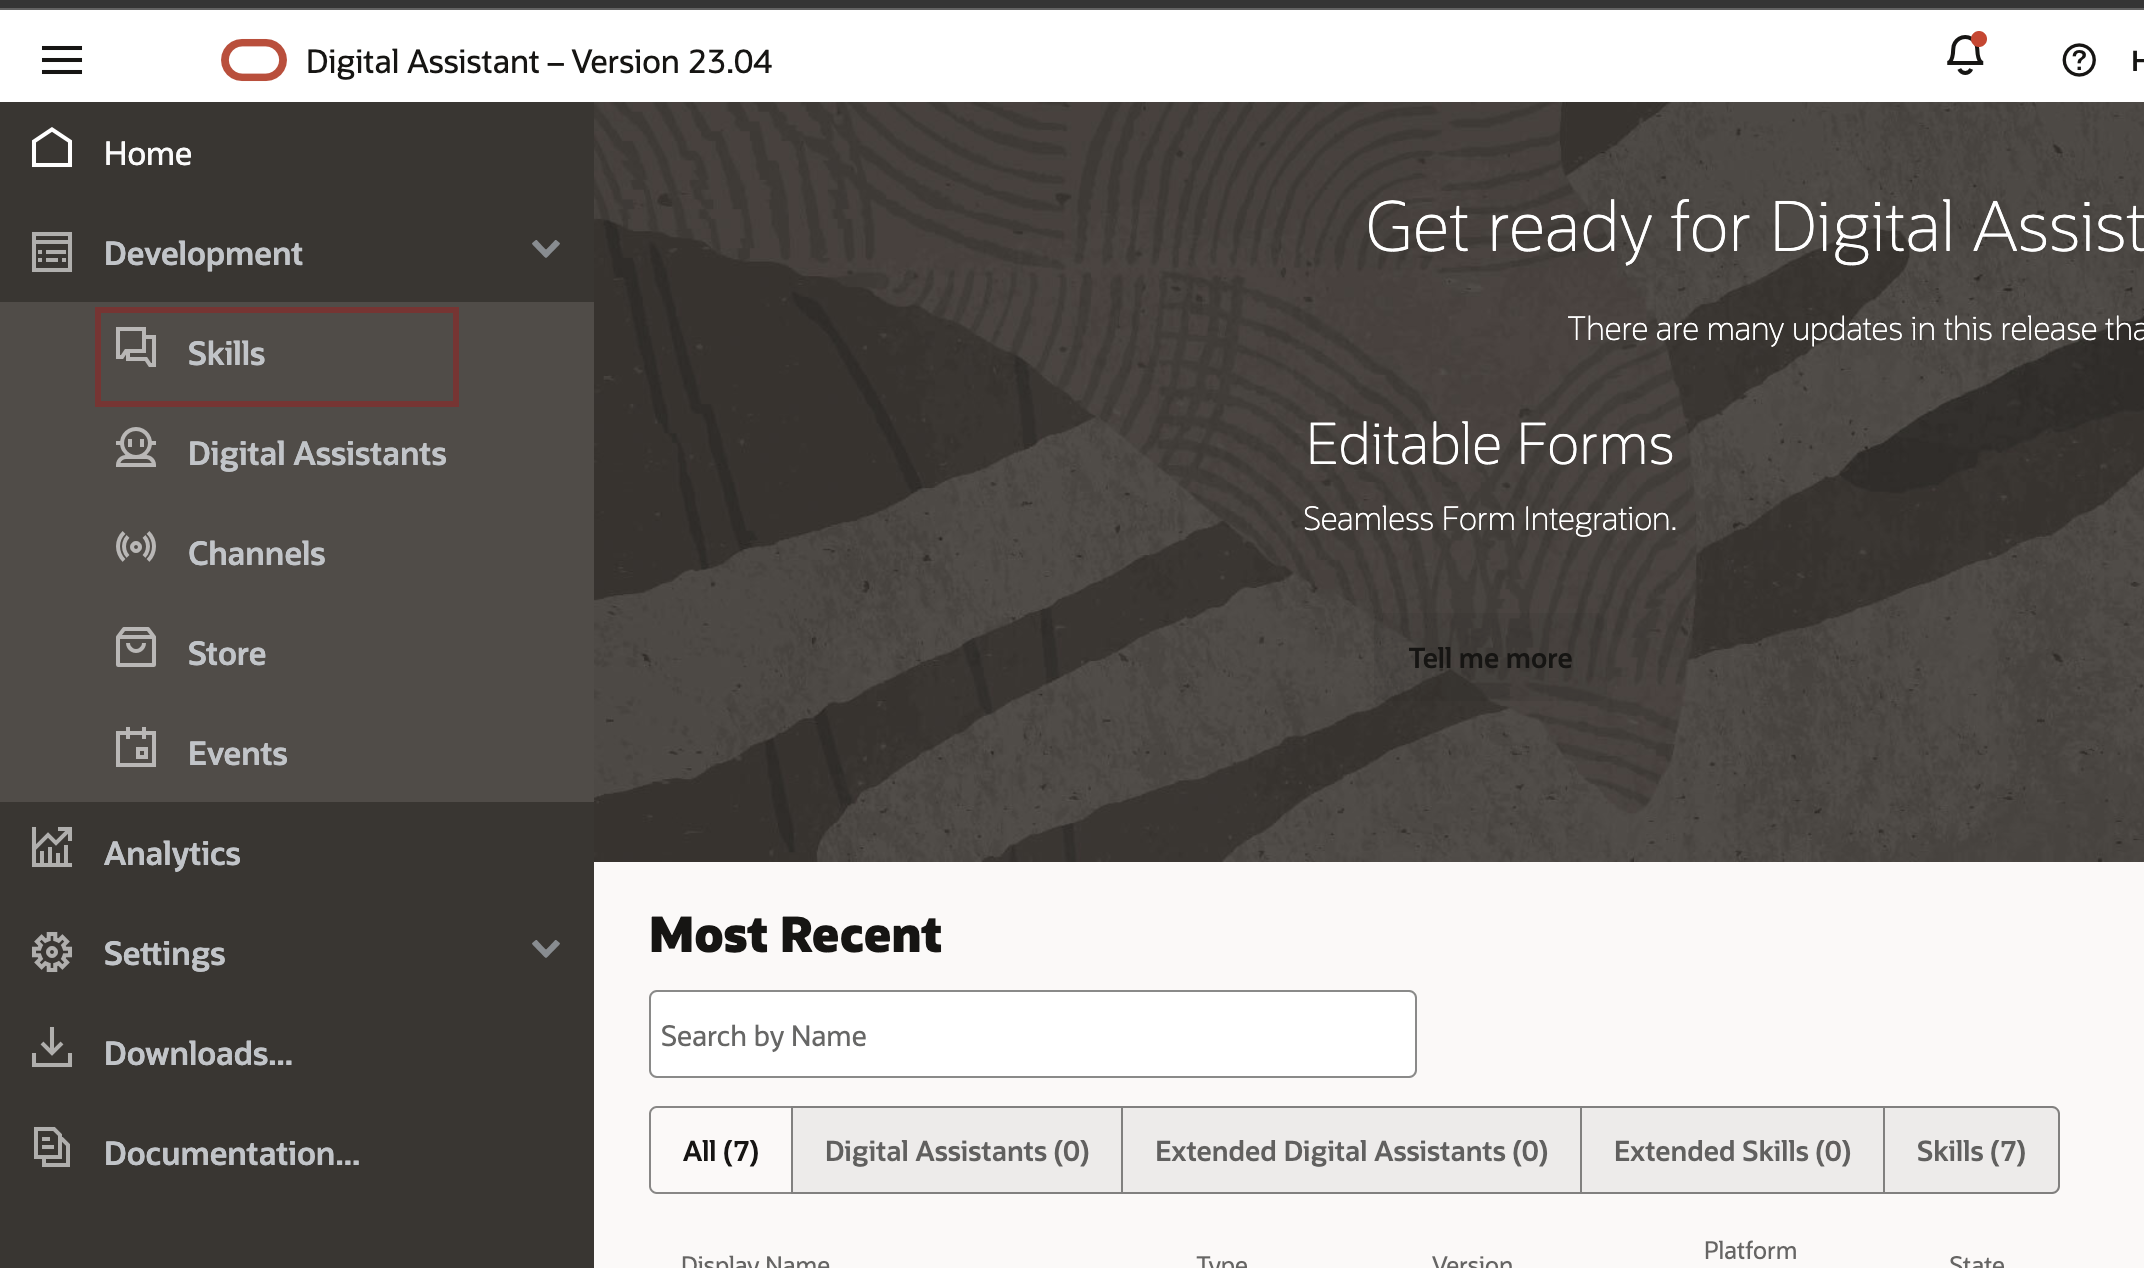 Digital Assistant – Version 23.04
Home
Development
Skills
Digital Assistants
Channels
Store
Events
Analytics
Settings
Downloads...
Documentation...
Get ready for Digital Assist
There are many updates in this release tha
Editable Forms
Seamless Form Integration.
Tell me more
Most Recent
Search by Name
All (7) Digital Assistants (0) Extended Digital Assistants (0) Extended Skills (0) Skills (7)
Display Name Type Version Platform State